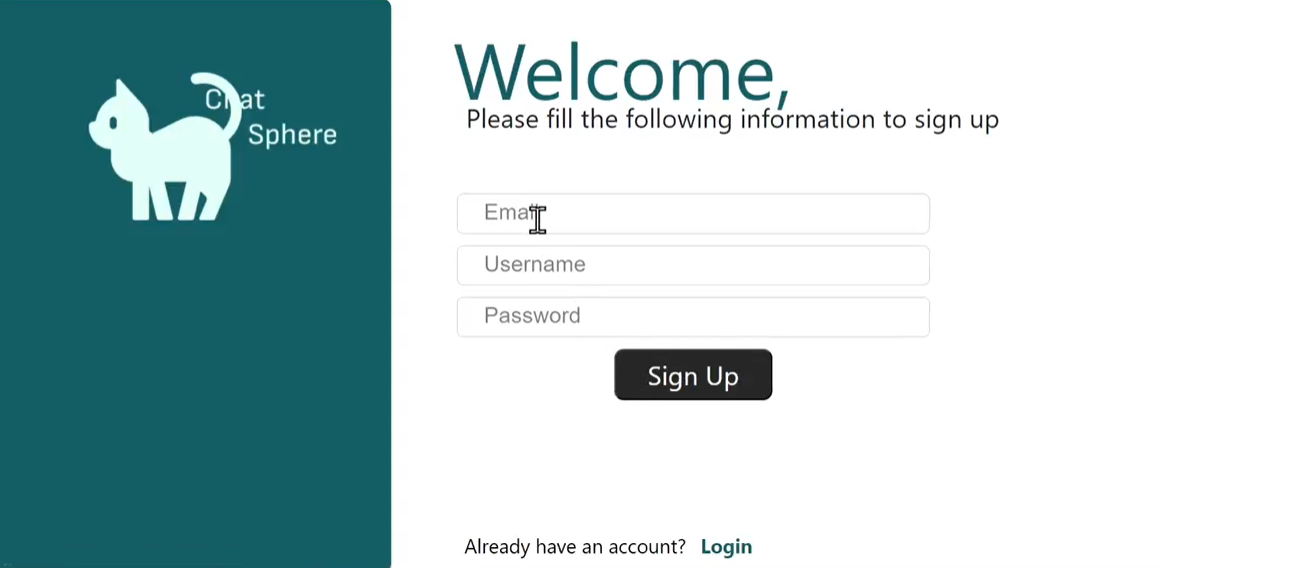 Chat
Sphere
Welcome,
Please fill the following information to sign up
Email
Username
Password
Sign Up
Already have an account? Login